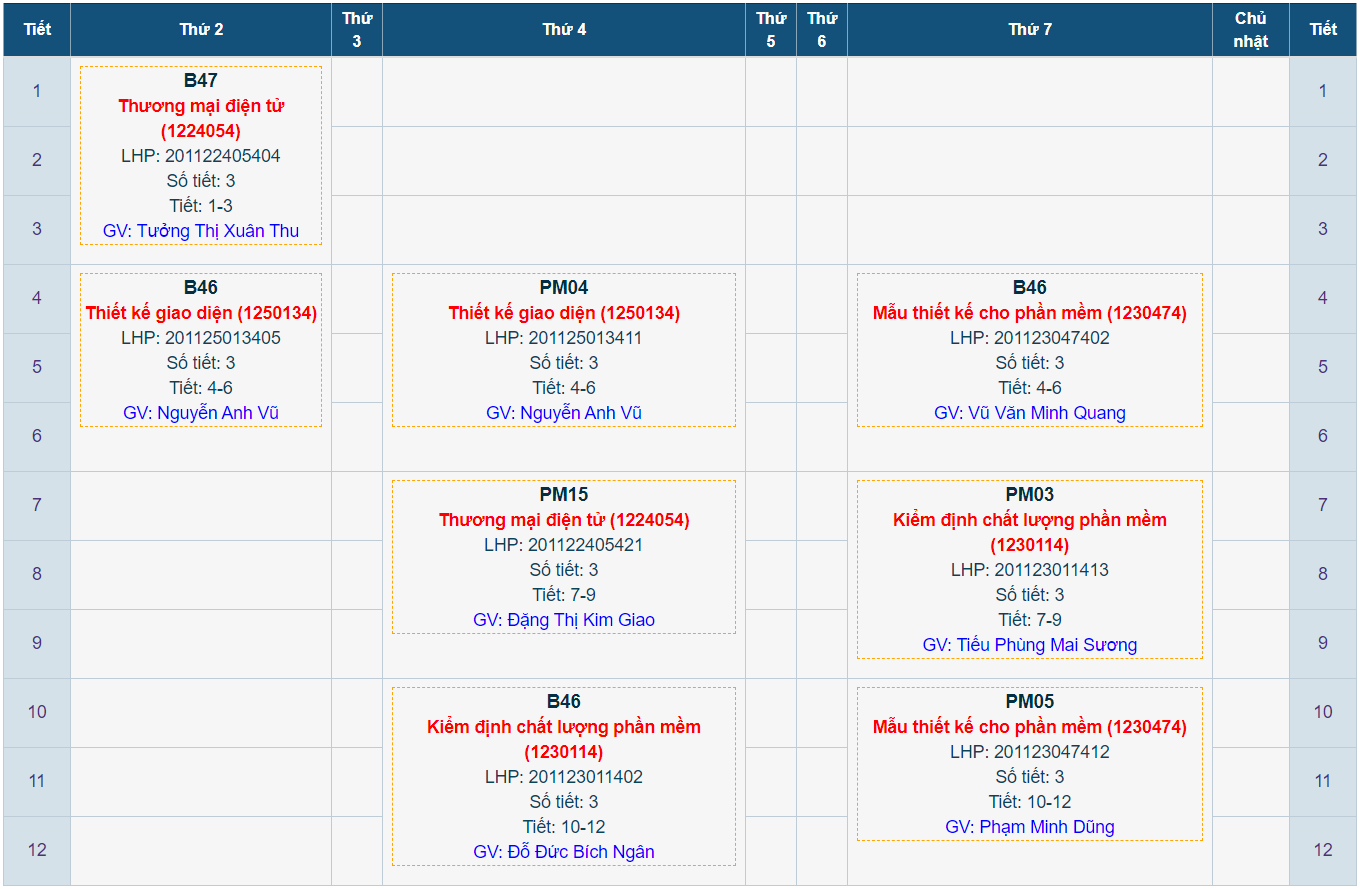 Tiết
Thứ 2
Thứ
3
Thứ 4
Thứ
5
Thứ
6
Thứ 7
Chủ
nhật
Tiết
1
B47
Thương mại điện tử
(1224054)
LHP: 201122405404
Số tiết: 3
Tiết: 1-3
GV: Tưởng Thị Xuân Thu
1
2
2
3
3
4
B46
Thiết kế giao diện (1250134)
LHP: 201125013405
Số tiết: 3
Tiết: 4-6
GV: Nguyễn Anh Vũ
PM04
Thiết kế giao diện (1250134)
LHP: 201125013411
Số tiết: 3
Tiết: 4-6
GV: Nguyễn Anh Vũ
B46
Mẫu thiết kế cho phần mềm (1230474)
LHP: 201123047402
Số tiết: 3
Tiết: 4-6
GV: Vũ Văn Minh Quang
4
5
5
6
6
7
PM15
Thương mại điện tử (1224054)
LHP: 201122405421
Số tiết: 3
Tiết: 7-9
GV: Đặng Thị Kim Giao
PM03
Kiểm định chất lượng phần mềm
(1230114)
LHP: 201123011413
Số tiết: 3
Tiết: 7-9
GV: Tiếu Phùng Mai Sương
7
8
8
9
9
10
B46
Kiểm định chất lượng phần mềm
(1230114)
LHP: 201123011402
Số tiết: 3
Tiết: 10-12
GV: Đỗ Đức Bích Ngân
PM05
Mẫu thiết kế cho phần mềm (1230474)
LHP: 201123047412
Số tiết: 3
Tiết: 10-12
GV: Phạm Minh Dũng
10
11
11
12
12